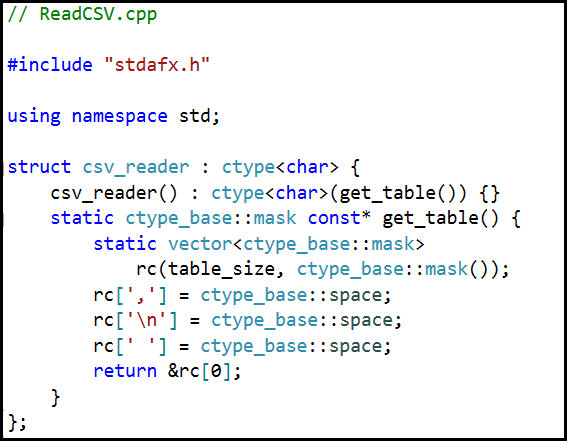 // ReadCSV.cpp
#include "stdafx.h"
using namespace std;
struct csv_reader : ctype<char> {
    csv_reader() : ctype<char>(get_table()) {}
    static ctype_base::mask const* get_table() {
        static vector<ctype_base::mask>
            rc(table_size, ctype_base::mask());
        rc[','] = ctype_base::space;
        rc['\n'] = ctype_base::space;
        rc[' '] = ctype_base::space;
        return &rc[0];
    }
};